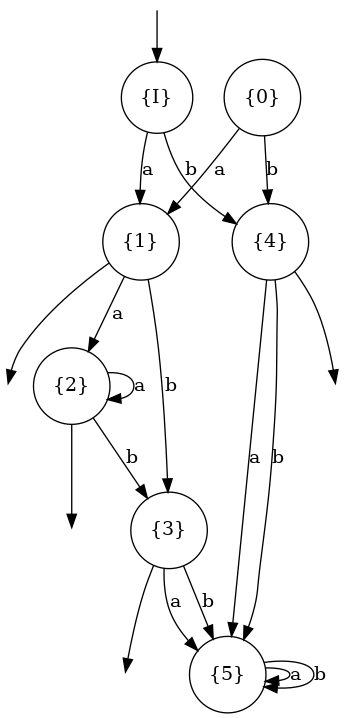 {I} {0}
a b a b
{1} {4}
a
{2} a b
b a b
{3}
a b
{5} a b